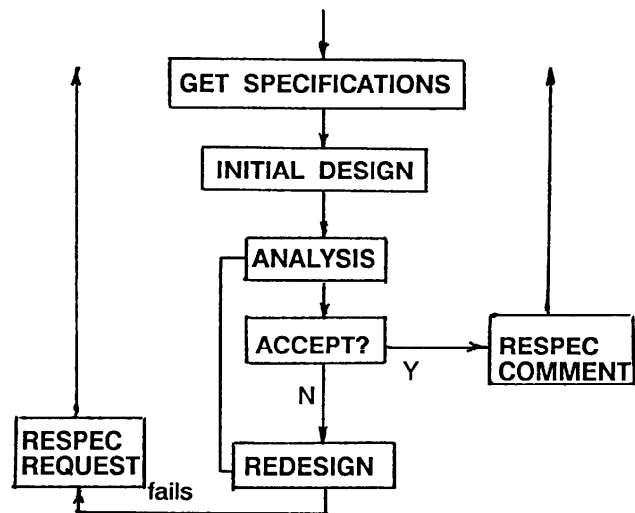 GET SPECIFICATIONS
INITIAL DESIGN
ANALYSIS
ACCEPT?
Y
RESPEC
COMMENT
N
RESPEC
REQUEST
REDESIGN
fails